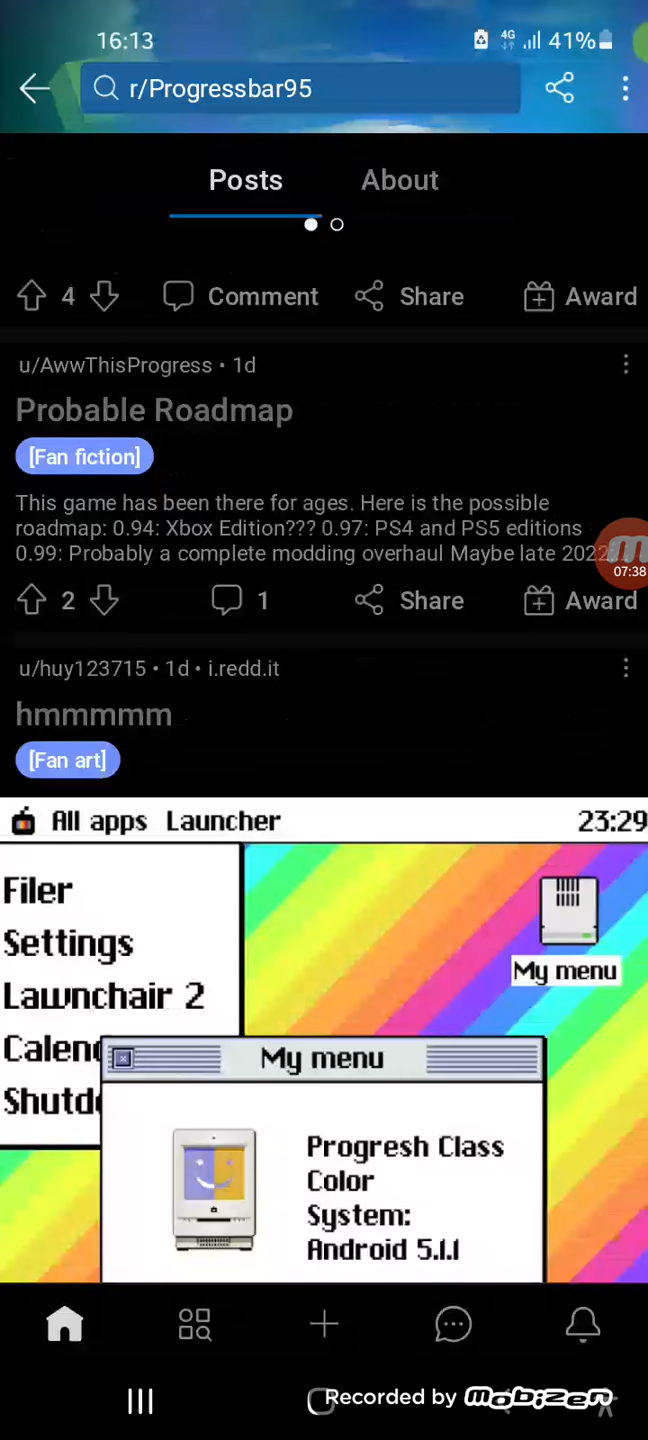 16:13
4G
41%
r/Progressbar95
Posts
About
4
Comment
Share
Award
u/AwwThisProgress • 1d
Probable Roadmap
[Fan fiction]
This game has been there for ages. Here is the possible
roadmap: 0.94: Xbox Edition??? 0.97: PS4 and PS5 editions
0.99: Probably a complete modding overhaul Maybe late 2022:..
07:38
2
1
Share
Award
u/huy123715 • 1d • i.redd.it
hmmmmm
[Fan art]
All apps Launcher
23:29
Filer
Settings
Lawnchair 2
My menu
Calend
Shutd
My menu
Progresh Class
Color
System:
Android 5.1.1
Recorded by mobizen